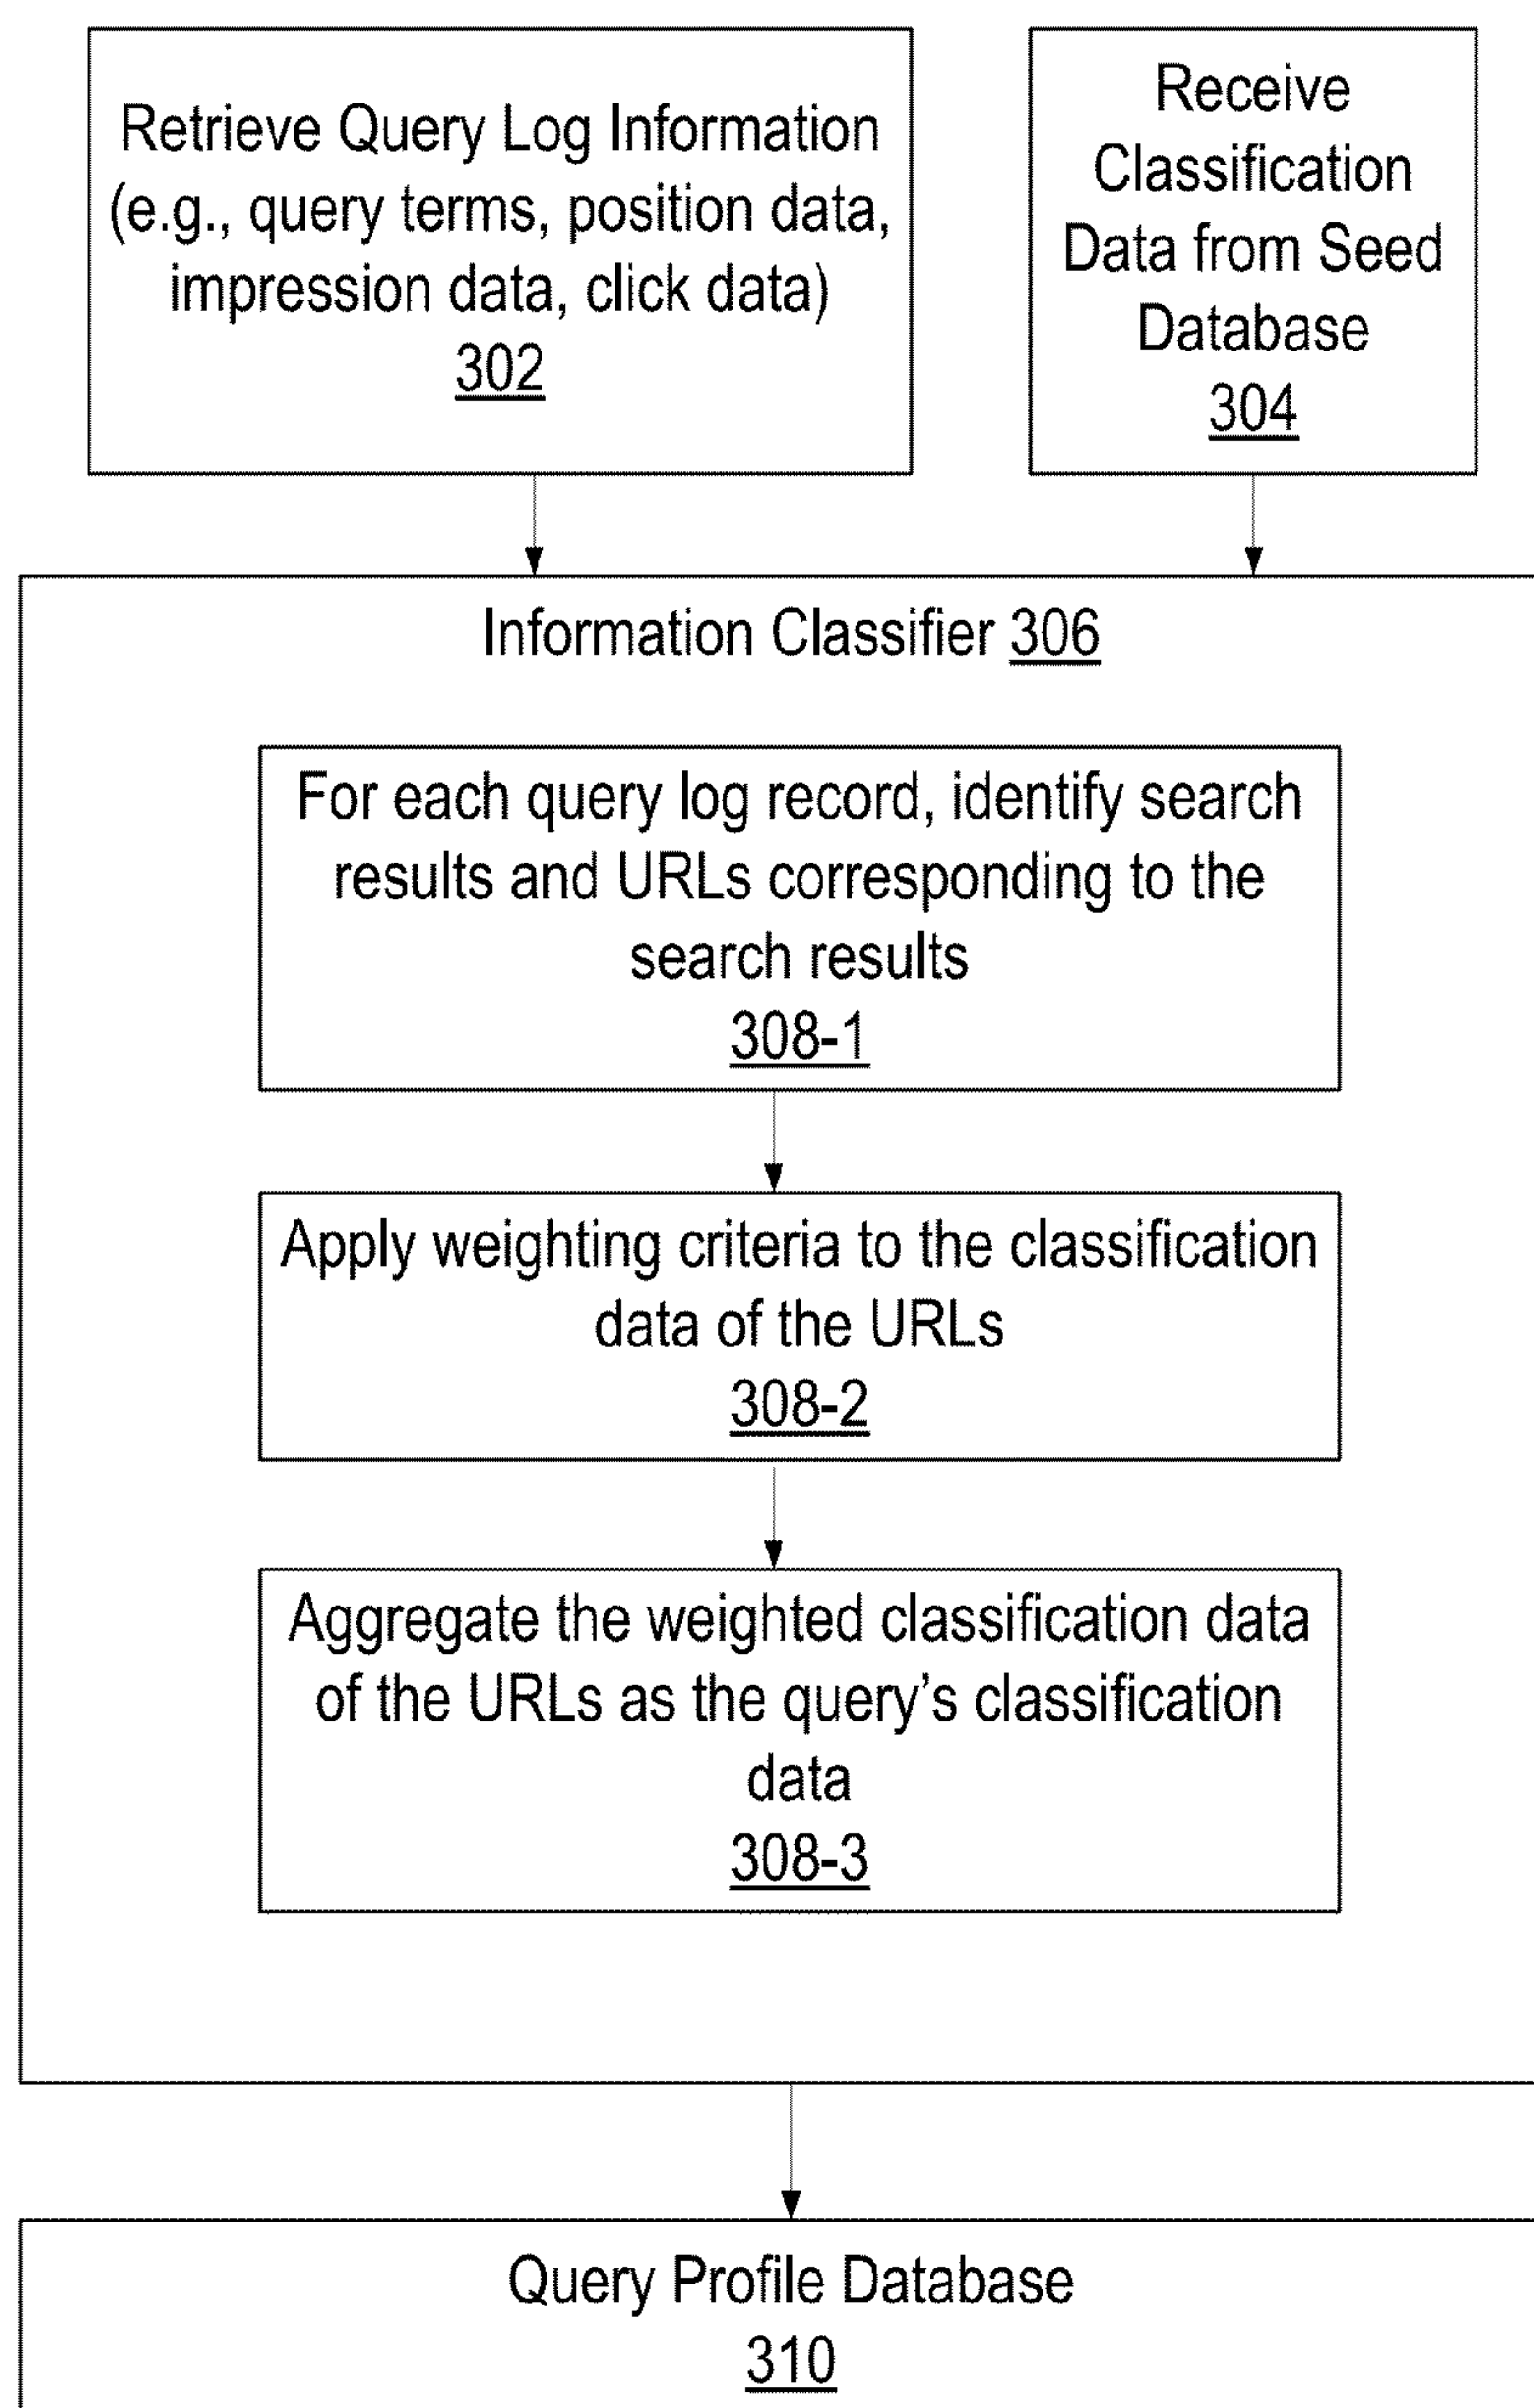 Retrieve Query Log Information
(e.g., query terms, position data,
impression data, click data)
302
Receive
Classification
Data from Seed
Database
304
Information Classifier 306
For each query log record, identify search
results and URLs corresponding to the
search results
308-1
Apply weighting criteria to the classification
data of the URLs
308-2
Aggregate the weighted classification data
of the URLs as the query’s classification
data
308-3
Query Profile Database
310